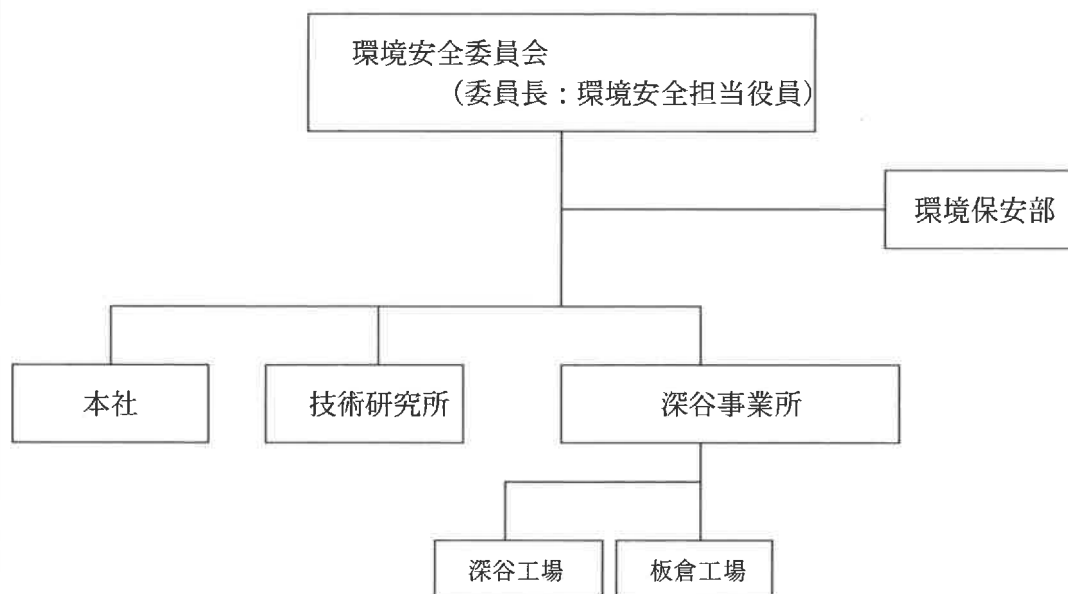 環境安全委員会
（委員長：環境安全担当役員）
環境保安部
本社
技術研究所
深谷事業所
深谷工場
板倉工場